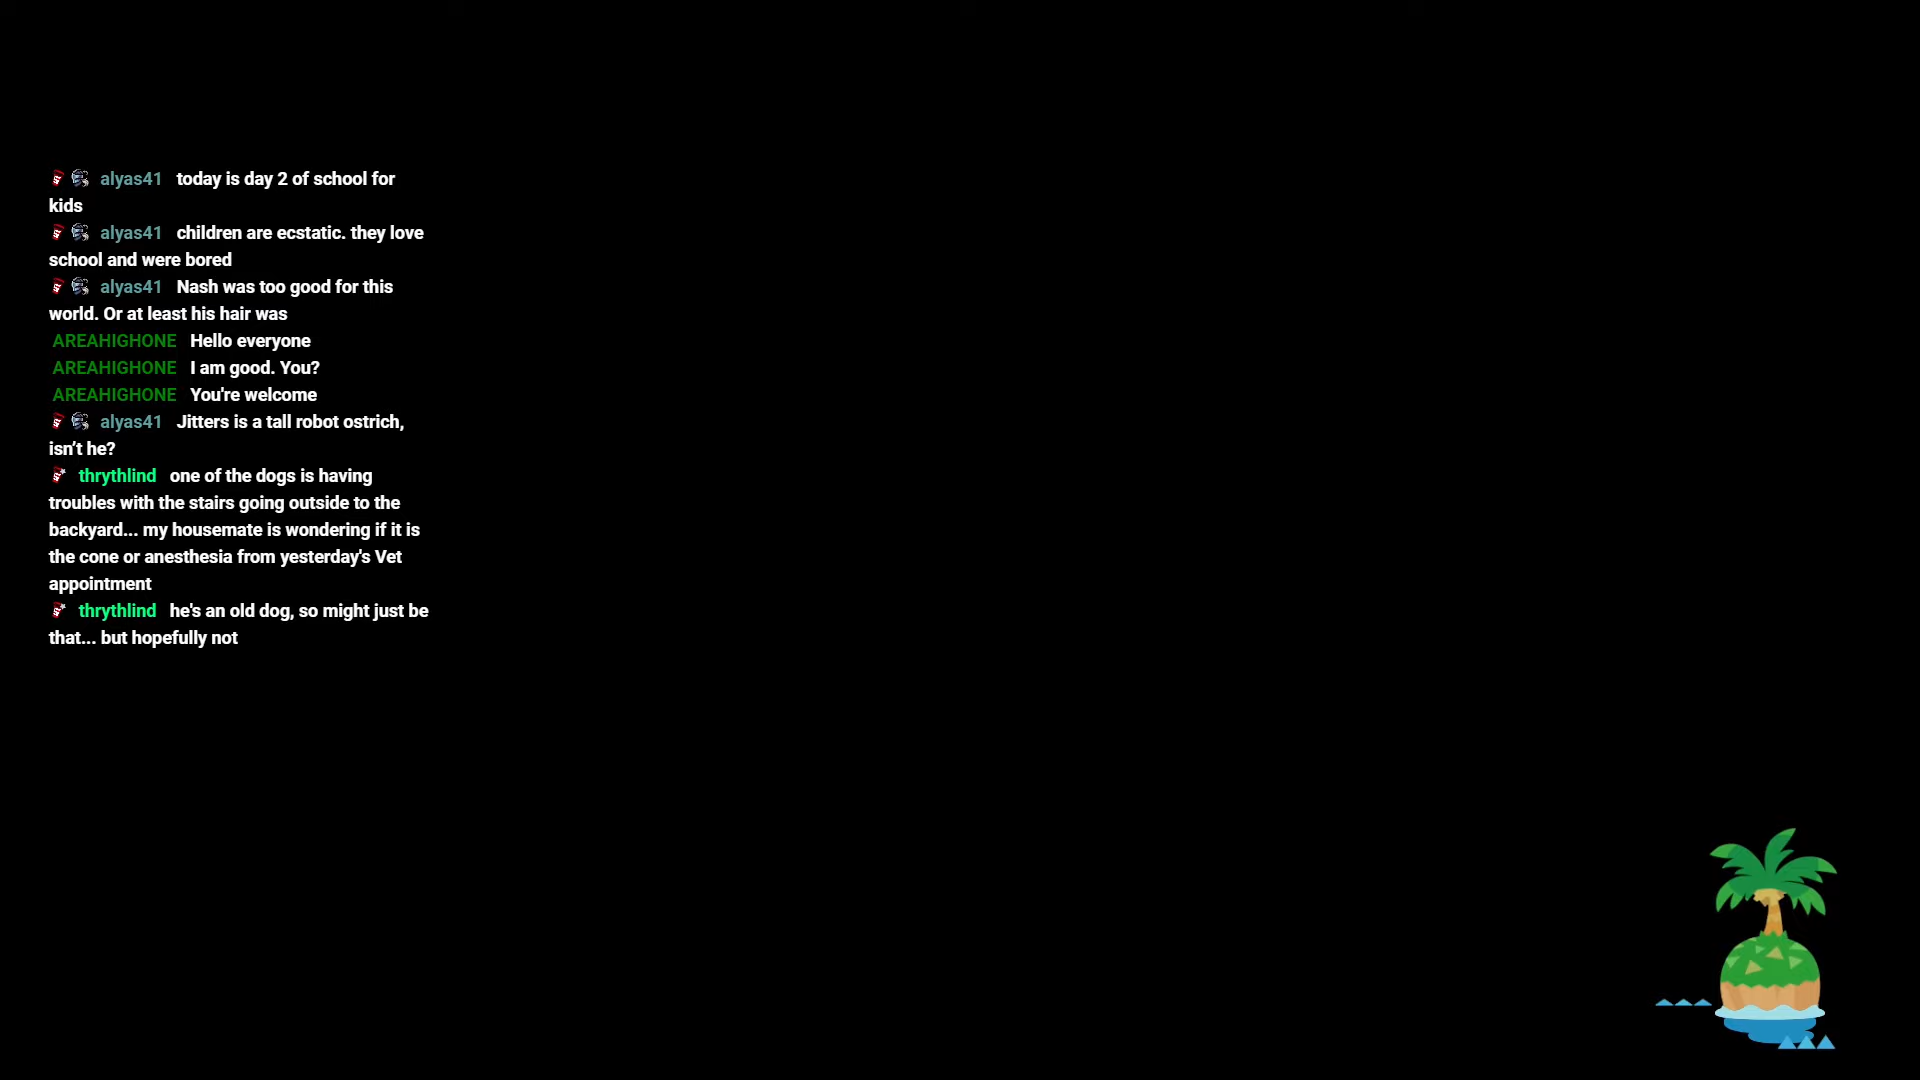 alyas41 today is day 2 of school for
kids
alyas41 children are ecstatic. they love
school and were bored
alyas41 Nash was too good for this
world. Or at least his hair was
AREAHIGHONE Hello everyone
AREAHIGHONE I am good. You?
AREAHIGHONE You're welcome
alyas41 Jitters is a tall robot ostrich,
isn’t he?
thrythlind one of the dogs is having
troubles with the stairs going outside to the
backyard... my housemate is wondering if it is
the cone or anesthesia from yesterday's Vet
appointment
thrythlind he's an old dog, so might just be
that... but hopefully not